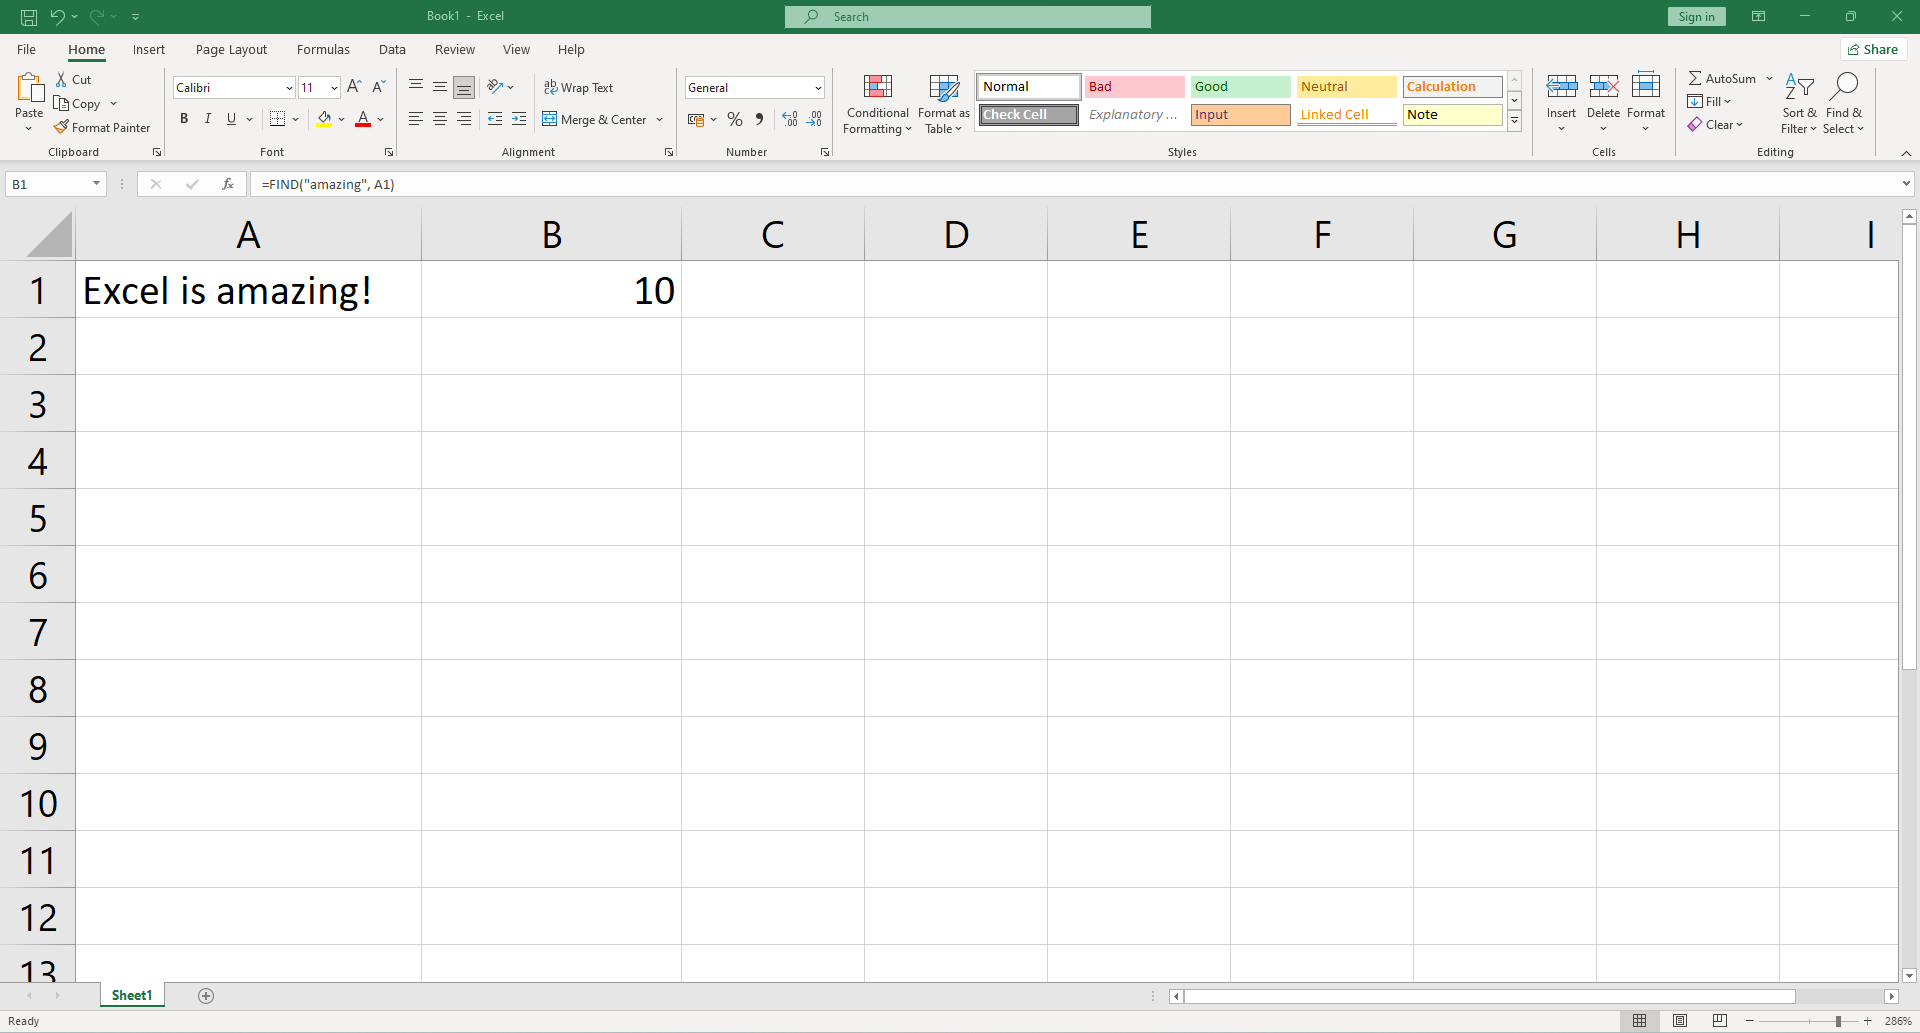 Book1 - Excel
Search
Sign in
File Home Insert Page Layout Formulas Data Review View Help
Share
Paste
Cut
Copy
Format Painter
Clipboard
Calibri 11
B I U
Font
Wrap Text
Merge & Center
Alignment
General
Number
Conditional Formatting
Format as Table
Normal Bad Good Neutral Calculation
Check Cell Explanatory ... Input Linked Cell Note
Styles
Insert Delete Format
Cells
AutoSum
Fill
Clear
Sort & Filter
Find & Select
Editing
B1
=FIND("amazing", A1)
A B C D E F G H I
1 Excel is amazing! 10
2
3
4
5
6
7
8
9
10
11
12
13
Sheet1
Ready
286%